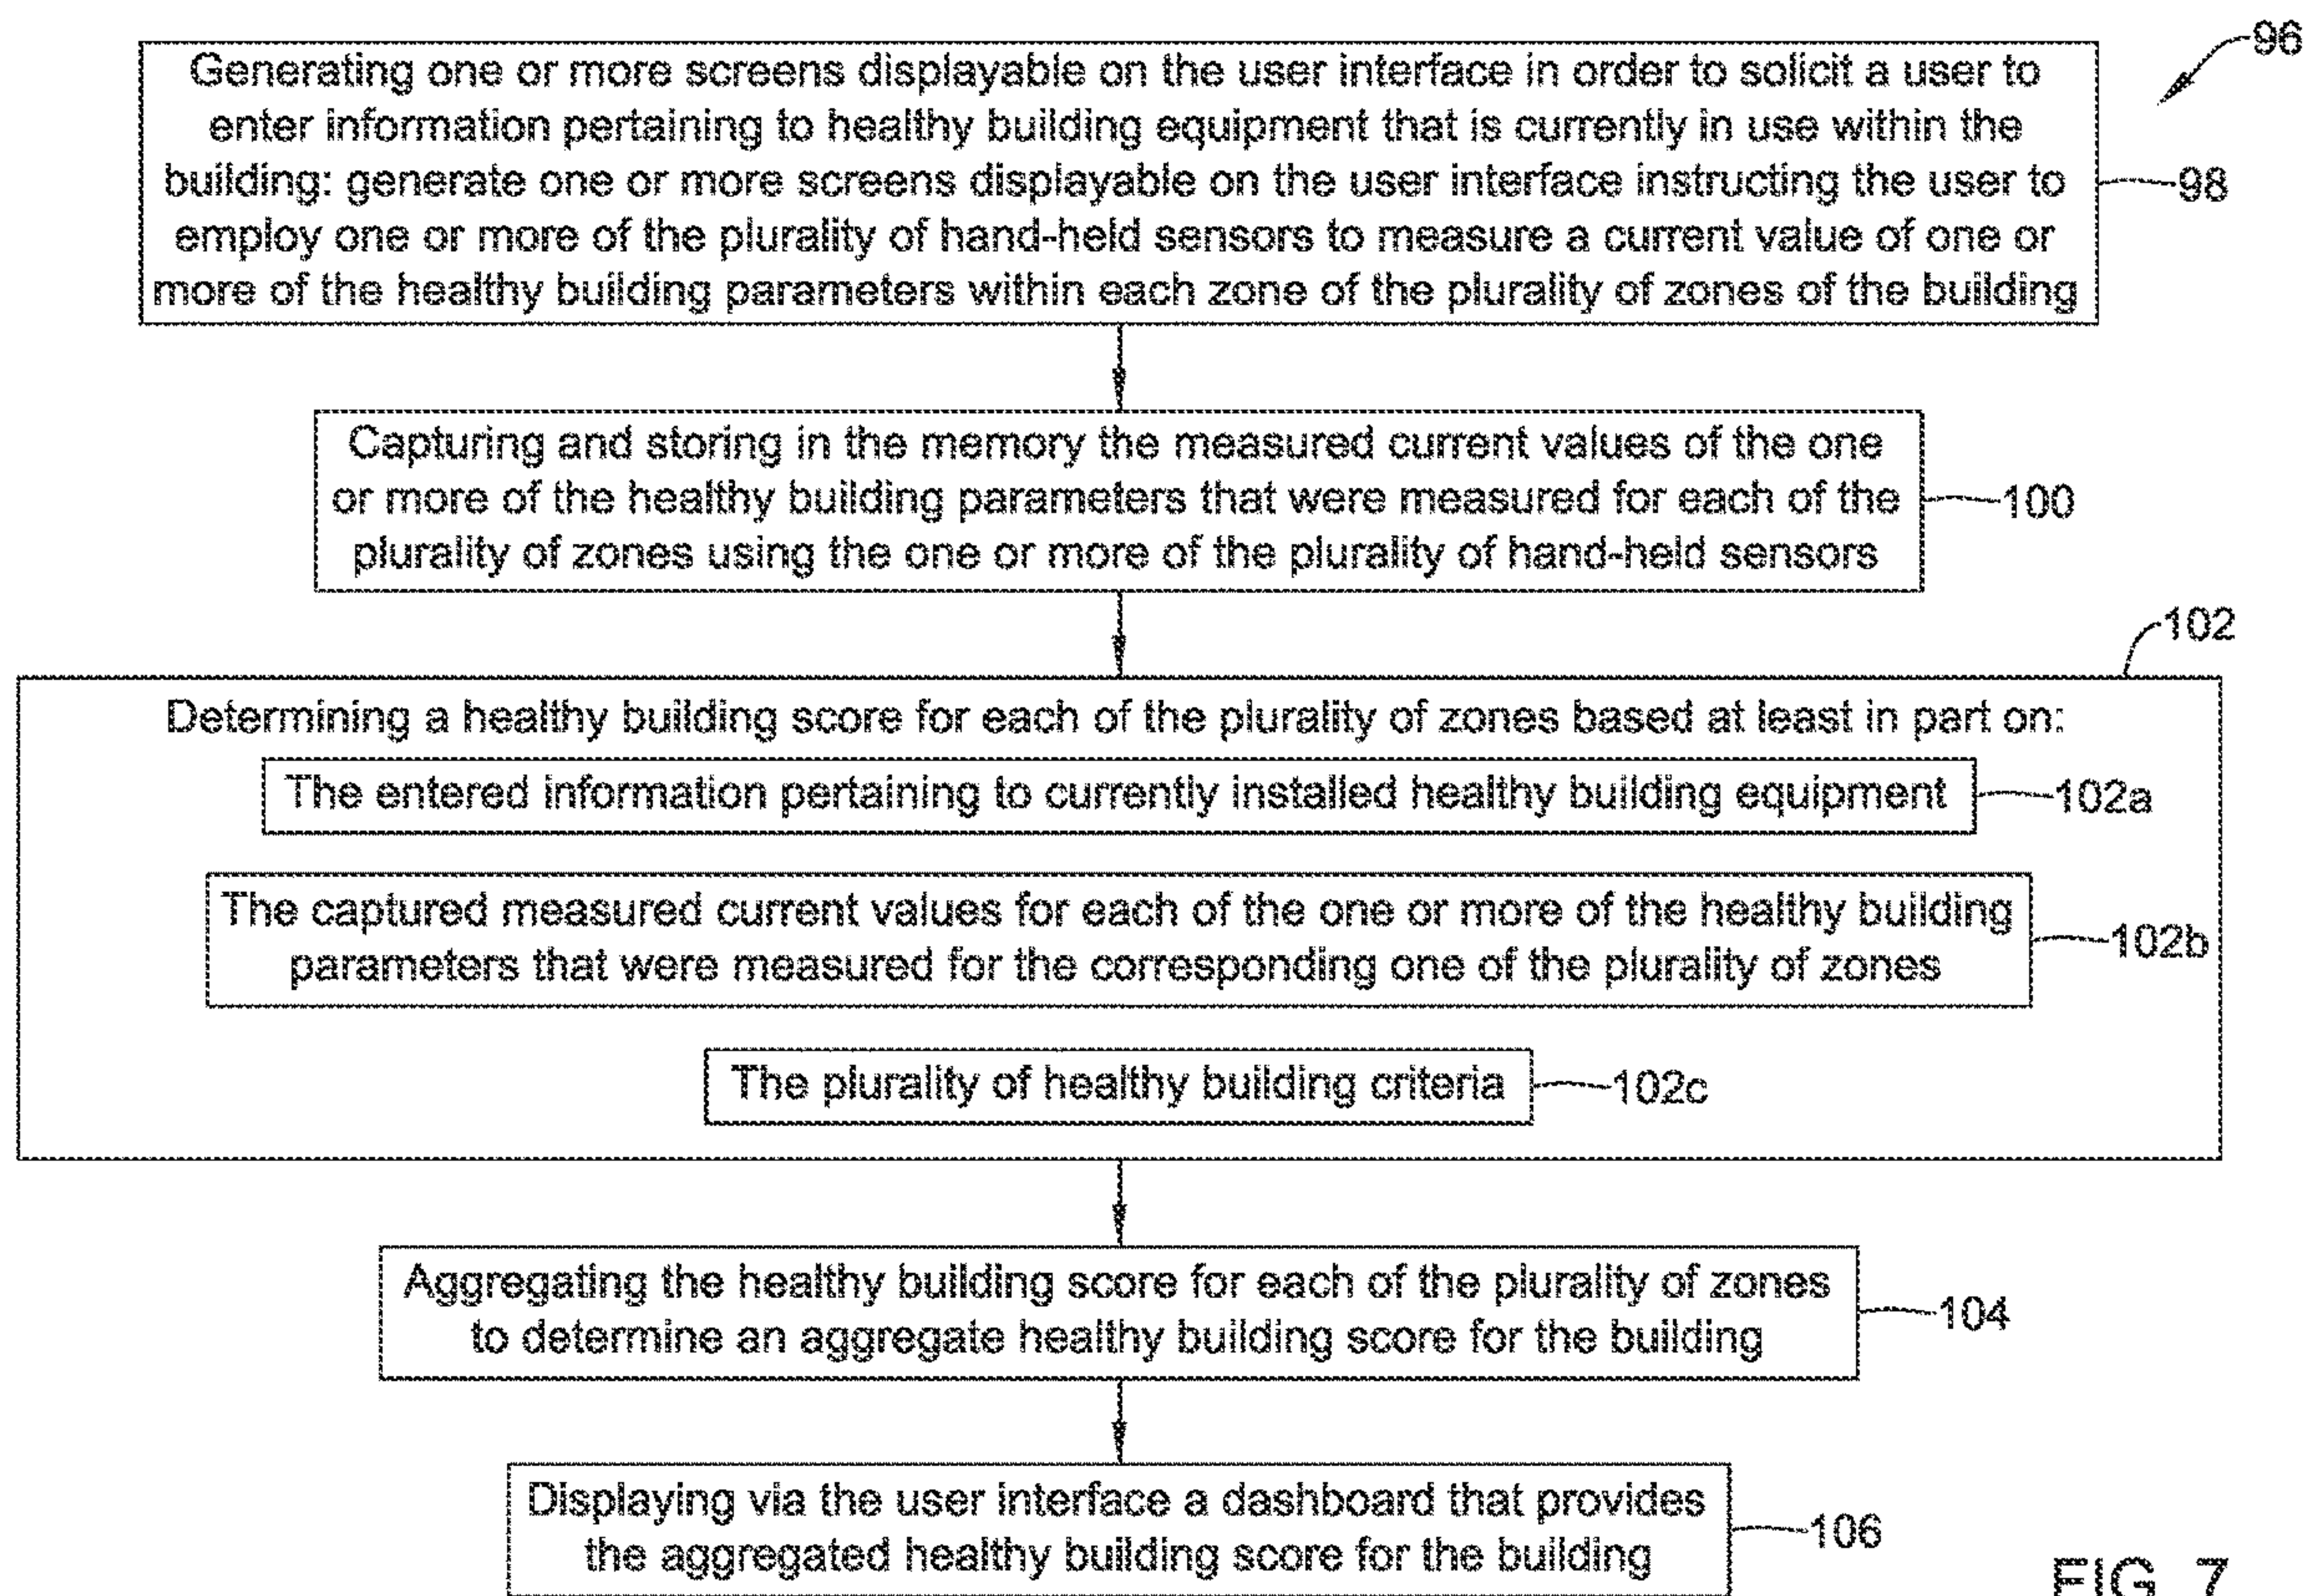 96
Generating one or more screens displayable on the user interface in order to solicit a user to
enter information pertaining to healthy building equipment that is currently in use within the
building: generate one or more screens displayable on the user interface instructing the user to
employ one or more of the plurality of hand-held sensors to measure a current value of one or
more of the healthy building parameters within each zone of the plurality of zones of the building
98
Capturing and storing in the memory the measured current values of the one
or more of the healthy building parameters that were measured for each of the
plurality of zones using the one or more of the plurality of hand-held sensors
100
102
Determining a healthy building score for each of the plurality of zones based at least in part on:
The entered information pertaining to currently installed healthy building equipment
102a
The captured measured current values for each of the one or more of the healthy building
parameters that were measured for the corresponding one of the plurality of zones
102b
The plurality of healthy building criteria
102c
Aggregating the healthy building score for each of the plurality of zones
to determine an aggregate healthy building score for the building
104
Displaying via the user interface a dashboard that provides
the aggregated healthy building score for the building
106
FIG. 7